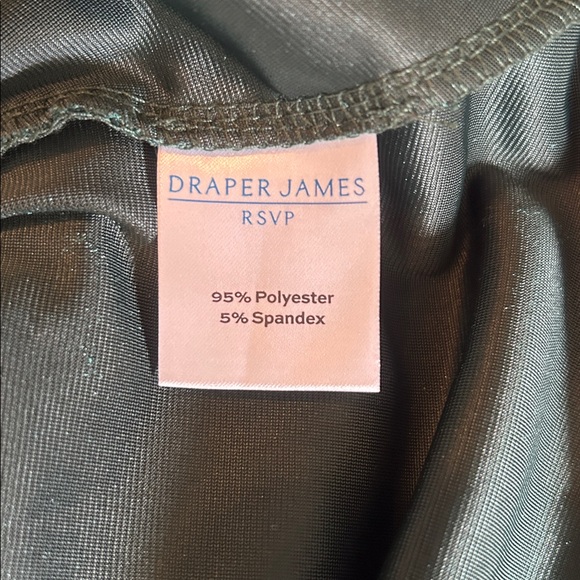 DRAPER JAMES
RSVP
95% Polyester
5% Spandex